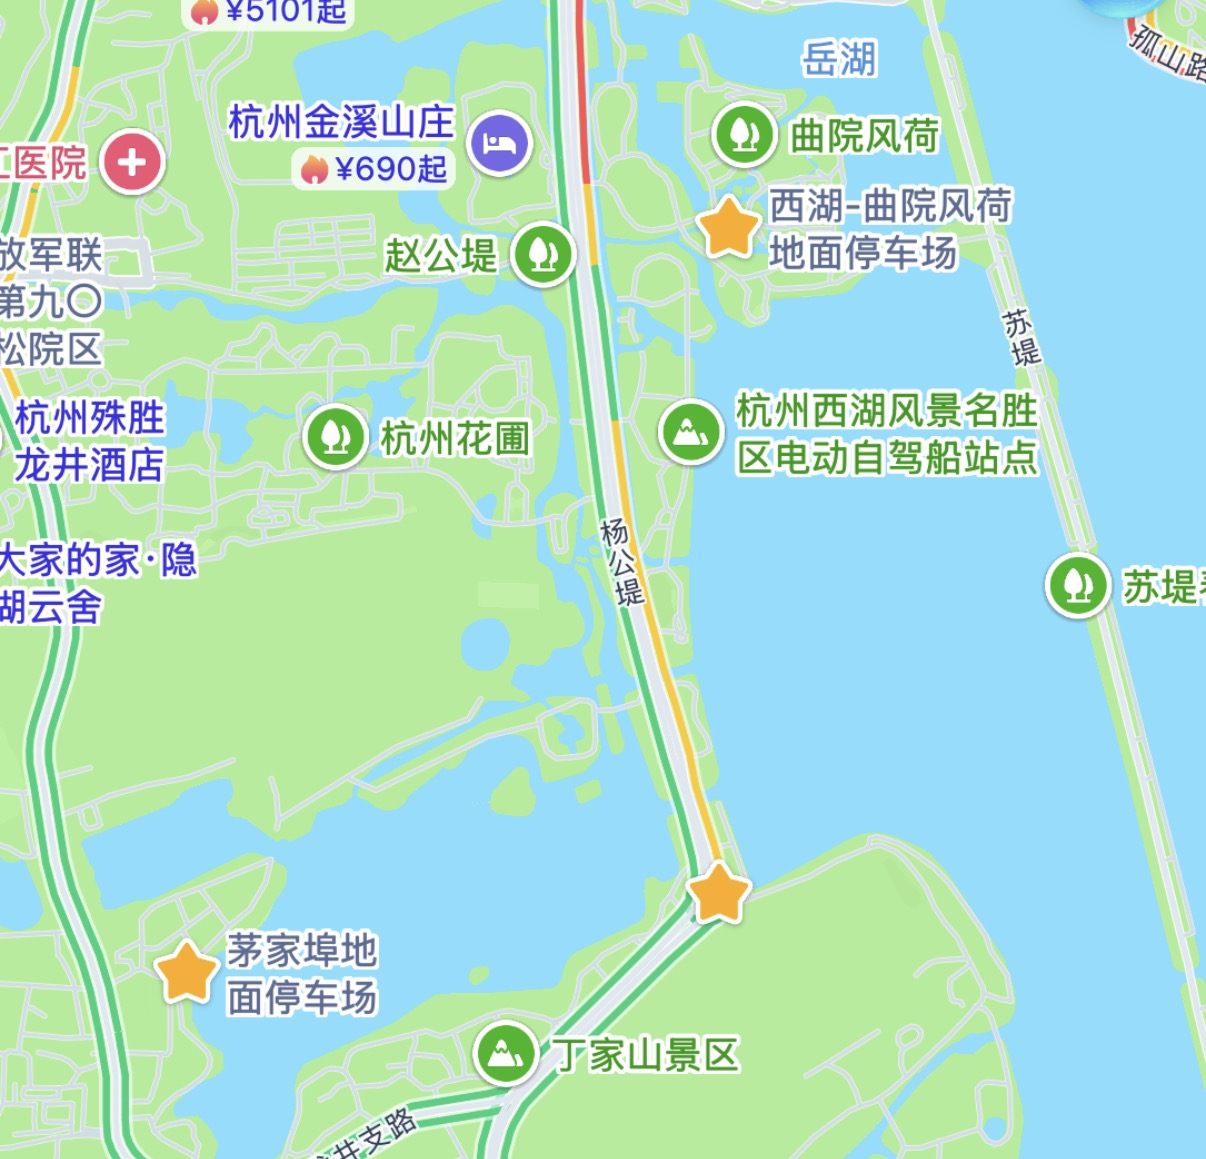 ¥5101起
岳湖
孤山路
杭州金溪山庄
¥690起
曲院风荷
医院
西湖-曲院风荷
地面停车场
赵公堤
放军联
第九〇
松院区
苏堤
杭州殊胜
龙井酒店
杭州花圃
杭州西湖风景名胜
区电动自驾船站点
杨公堤
大家的家·隐
湖云舍
苏堤
茅家埠地
面停车场
丁家山景区
井支路